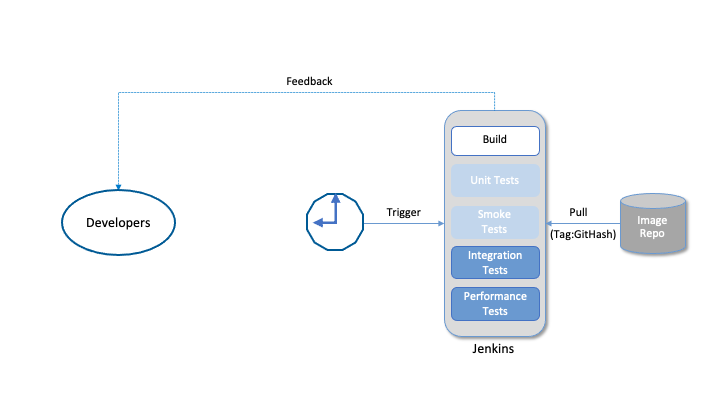 Feedback
Build
Unit Tests
Developers
Trigger
Smoke
Tests
Pull
(Tag:GitHash)
Image
Repo
Integration
Tests
Performance
Tests
Jenkins